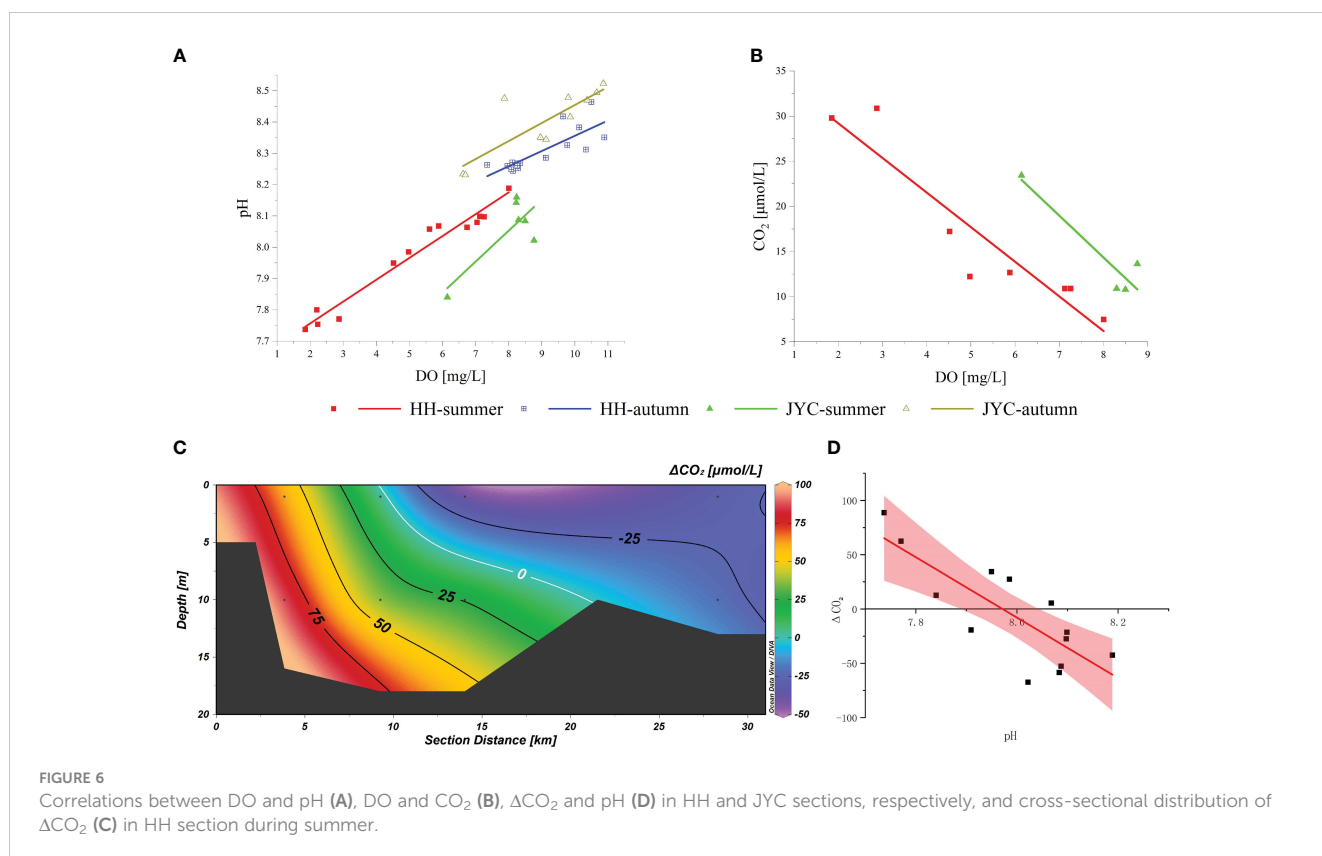 A
B
8.5
8.4
8.3
8.2
8.1
8.0
7.9
7.8
7.7
pH
1 2 3 4 5 6 7 8 9 10 11
DO [mg/L]
35
30
25
20
15
10
5
CO₂ [μmol/L]
1 2 3 4 5 6 7 8 9
DO [mg/L]
HH-summer HH-autumn JYC-summer JYC-autumn
C
D
ΔCO₂ [μmol/L]
0
5
10
15
20
Depth [m]
75
50
25
0
-25
0 5 10 15 20 25 30
Section Distance [km]
100
75
50
25
0
-25
-50
Ocean Data View / DIVA
100
50
0
−50
−100
Δ CO₂
7.8 8.0 8.2
pH
FIGURE 6
Correlations between DO and pH (A), DO and CO₂ (B), ΔCO₂ and pH (D) in HH and JYC sections, respectively, and cross-sectional distribution of
ΔCO₂ (C) in HH section during summer.